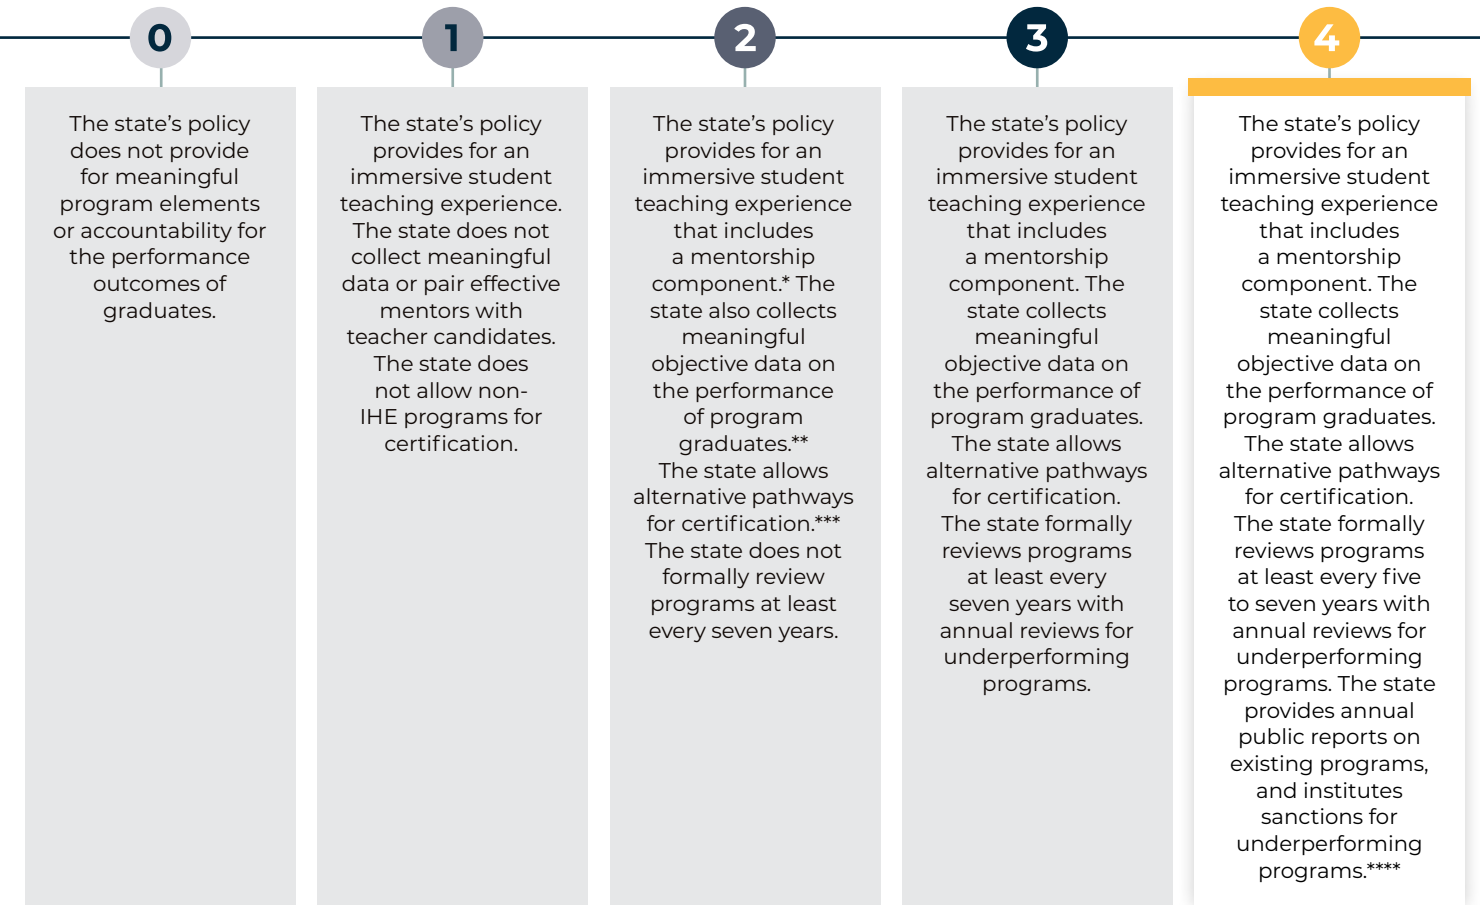 0
The state's policy
does not provide
for meaningful
program elements
or accountability for
the performance
outcomes of
graduates.
1
The state's policy
provides for an
immersive student
teaching experience.
The state does not
collect meaningful
data or pair effective
mentors with
teacher candidates.
The state does
not allow non-
IHE programs for
certification.
2
The state's policy
provides for an
immersive student
teaching experience
that includes
a mentorship
component.* The
state also collects
meaningful
objective data on
the performance
of program
graduates.**
The state allows
alternative pathways
for certification.***
The state does not
formally review
programs at least
every seven years.
3
The state's policy
provides for an
immersive student
teaching experience
that includes
a mentorship
component. The
state collects
meaningful
objective data on
the performance of
program graduates.
The state allows
alternative pathways
for certification.
The state formally
reviews programs
at least every
seven years with
annual reviews for
underperforming
programs.
4
The state's policy
provides for an
immersive student
teaching experience
that includes
a mentorship
component. The
state collects
meaningful
objective data on
the performance of
program graduates.
The state allows
alternative pathways
for certification.
The state formally
reviews programs
at least every five
to seven years with
annual reviews for
underperforming
programs. The state
provides annual
public reports on
existing programs,
and institutes
sanctions for
underperforming
programs.****